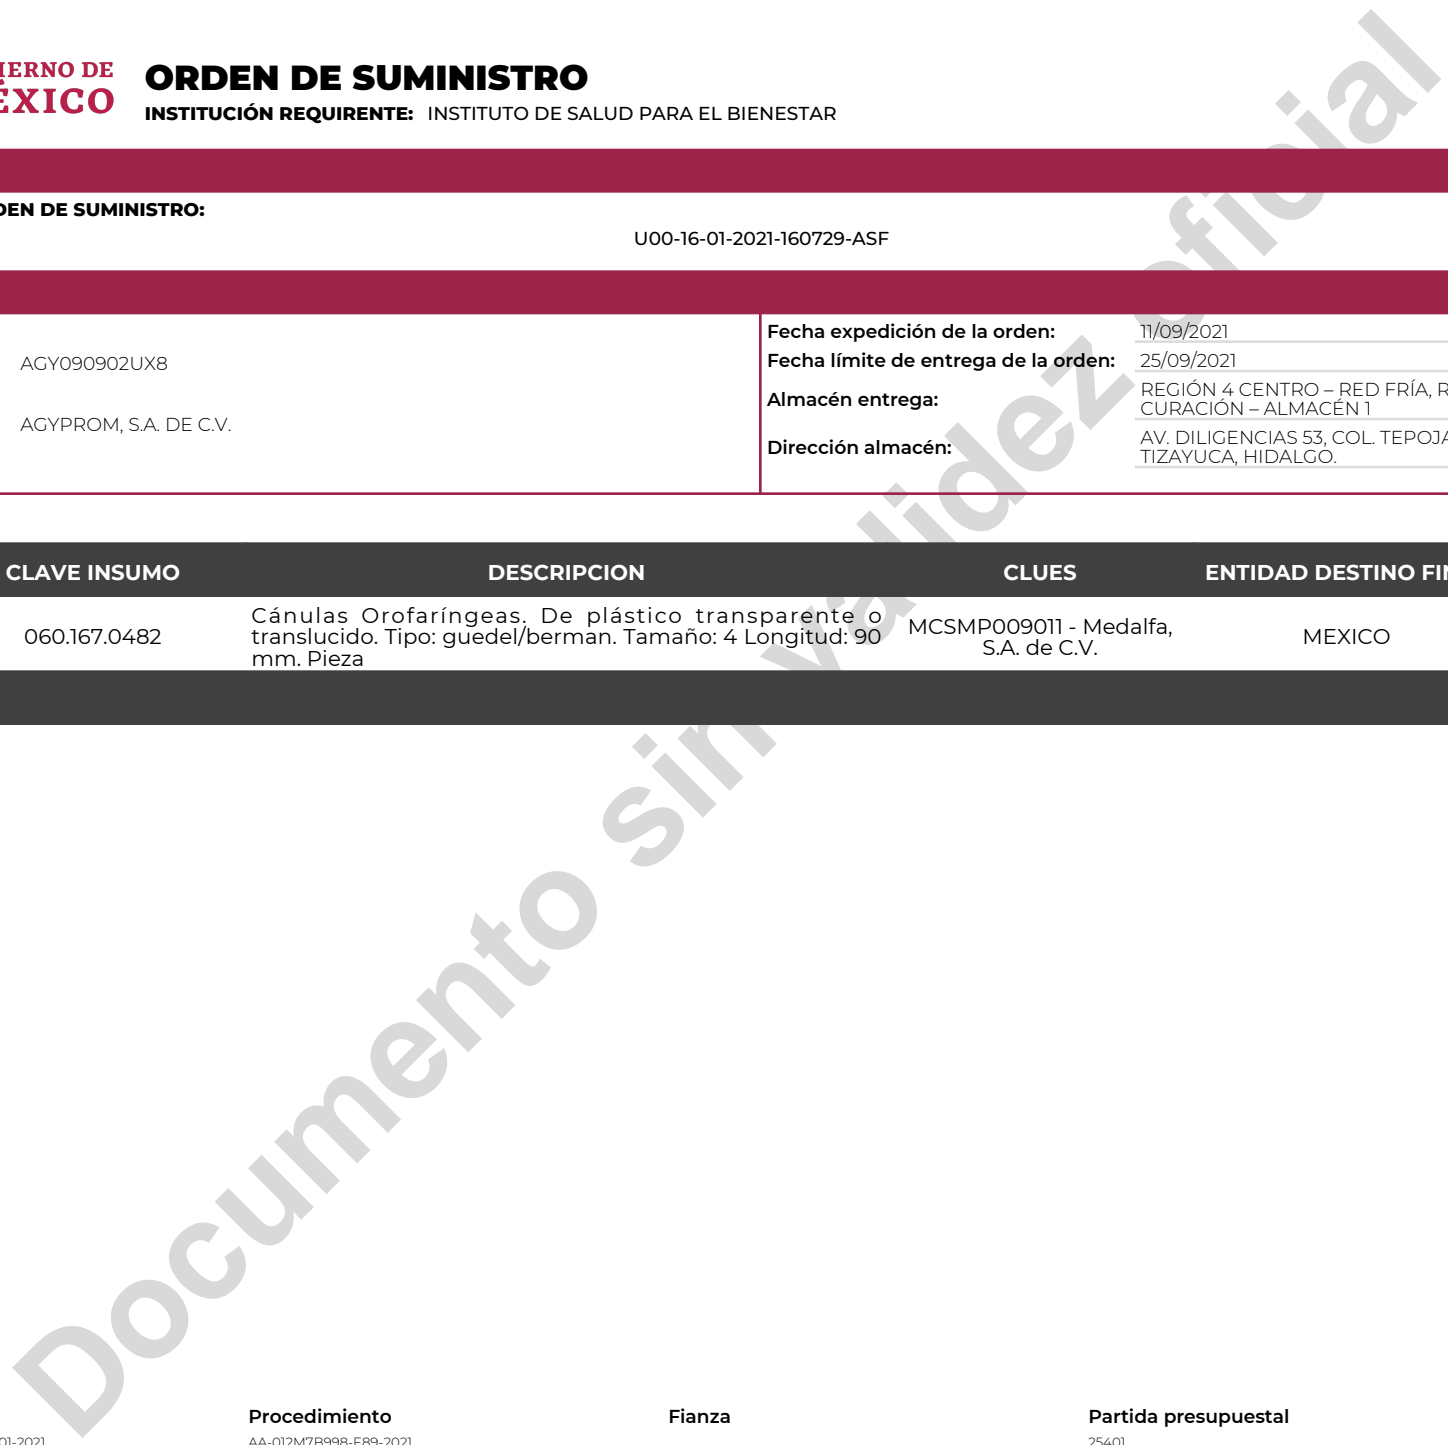 ORDEN DE SUMINISTRO
INSTITUCIÓN REQUIRENTE: INSTITUTO DE SALUD PARA EL BIENESTAR
DE
XICO
DE SUMINISTRO:
U00-16-01-2021-160729-ASF
AGY090902UX8
AGYPROM, S.A. DE C.V.
Fecha expedición de la orden: 11/09/2021
Fecha límite de entrega de la orden: 25/09/2021
Almacén entrega: REGIÓN 4 CENTRO – RED FRÍA,
CURACIÓN – ALMACÉN 1
Dirección almacén: AV. DILIGENCIAS 53, COL.
TIZAYUCA, HIDALGO.
CLAVE INSUMO DESCRIPCION CLUES ENTIDAD DESTINO
060.167.0482
Cánulas Orofaríngeas. De plástico transparente o
translucido. Tipo: guedel/berman. Tamaño: 4 Longitud: 90
mm. Pieza
MCSMP009011 - Medalfa,
S.A. de C.V.
MEXICO
Documento sin validez oficial
Procedimiento Fianza Partida presupuestal